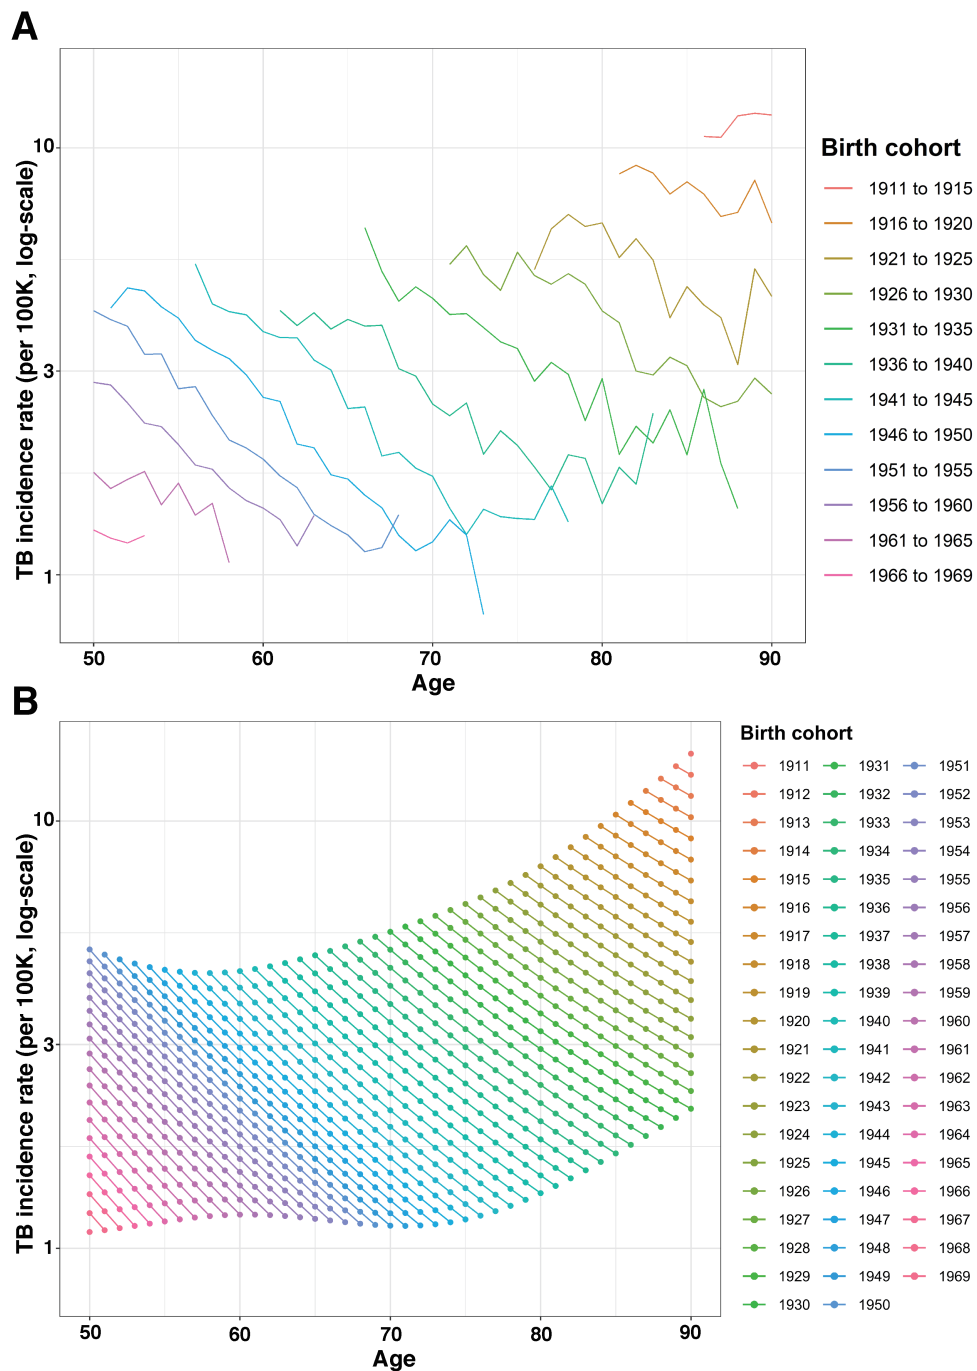 A
TB incidence rate (per 100K, log-scale)
10
3
1
50 60 70 80 90
Age
Birth cohort
1911 to 1915
1916 to 1920
1921 to 1925
1926 to 1930
1931 to 1935
1936 to 1940
1941 to 1945
1946 to 1950
1951 to 1955
1956 to 1960
1961 to 1965
1966 to 1969
B
TB incidence rate (per 100K, log-scale)
10
3
1
50 60 70 80 90
Age
Birth cohort
1911 1931 1951
1912 1932 1952
1913 1933 1953
1914 1934 1954
1915 1935 1955
1916 1936 1956
1917 1937 1957
1918 1938 1958
1919 1939 1959
1920 1940 1960
1921 1941 1961
1922 1942 1962
1923 1943 1963
1924 1944 1964
1925 1945 1965
1926 1946 1966
1927 1947 1967
1928 1948 1968
1929 1949 1969
1930 1950